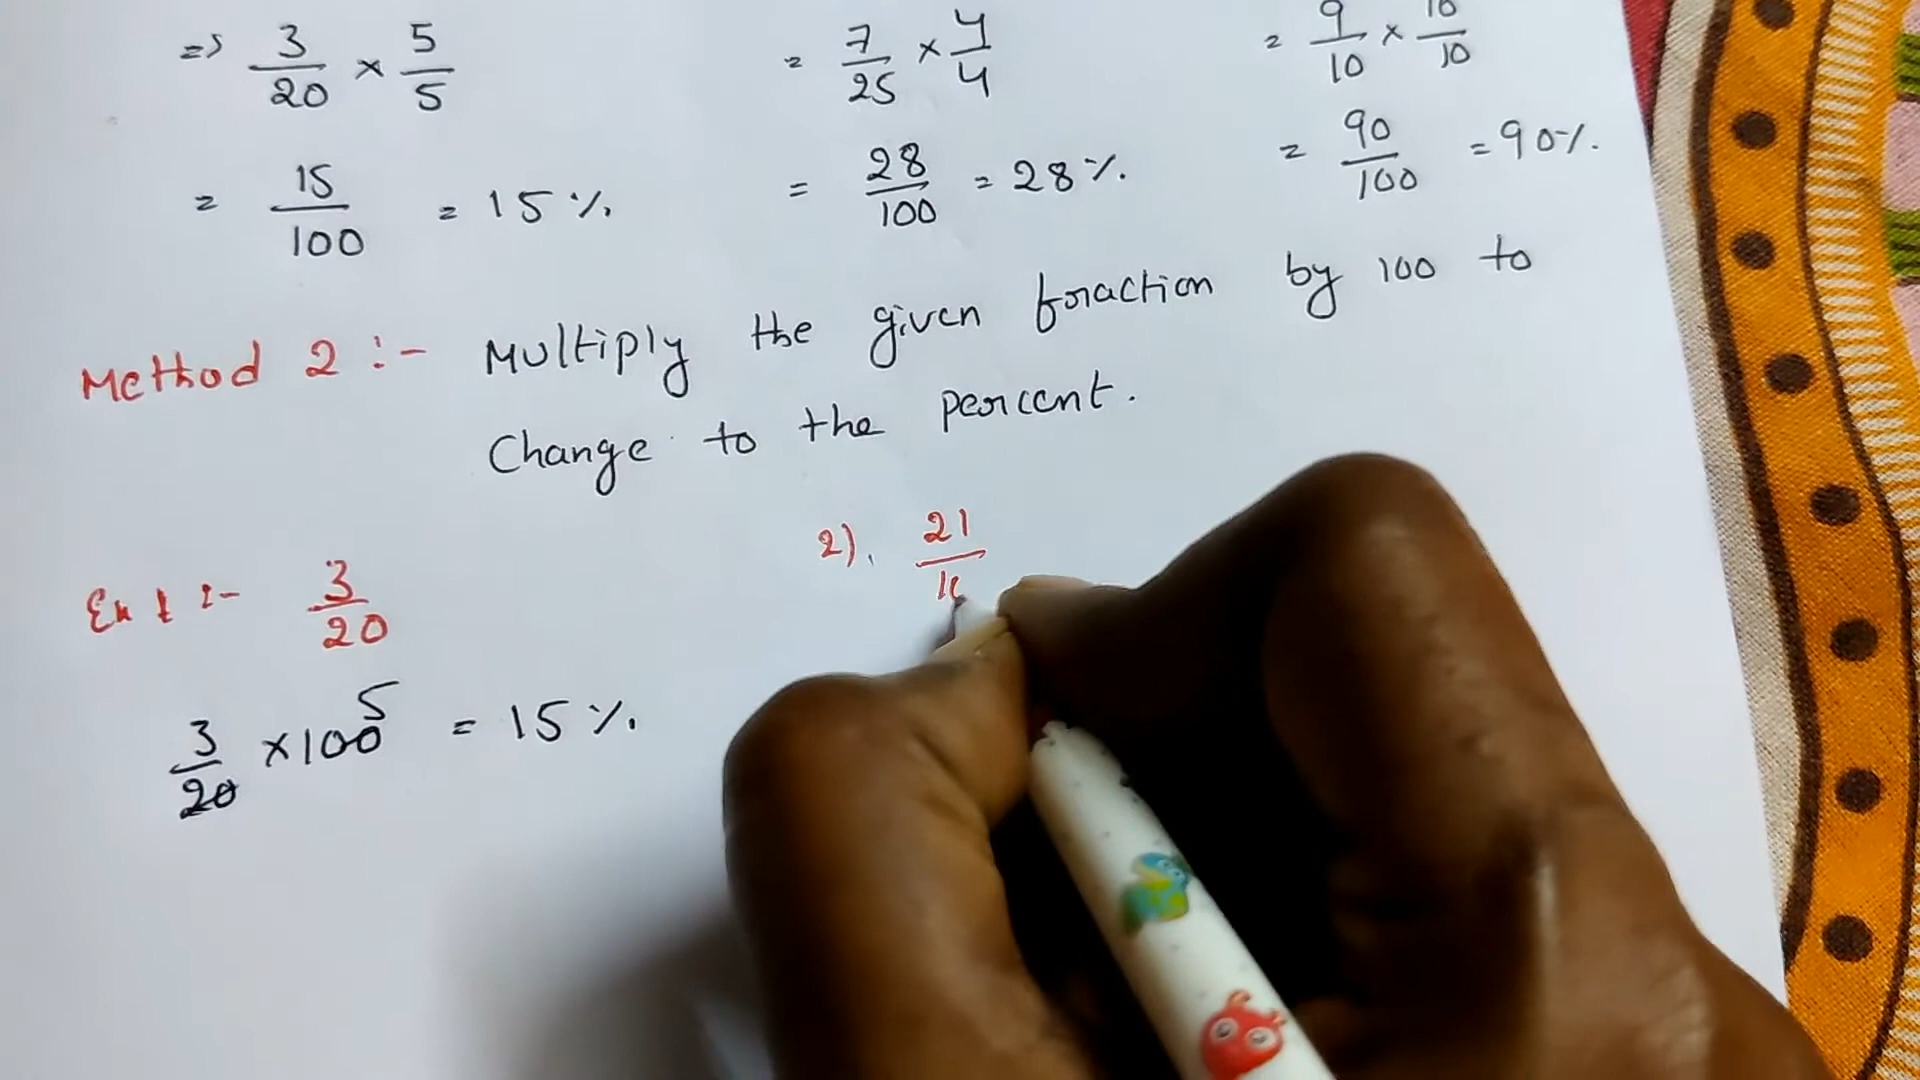 => 3/20 × 5/5
= 15/100 = 15%.
= 7/25 × 4/4
= 28/100 = 28%.
= 9/10 × 10/10
= 90/100 = 90%.
Method 2 :- Multiply the given fraction by 100 to
Change to the percent.
Ex 1 :- 3/20
3/20 × 100 5 = 15%.
2). 21/